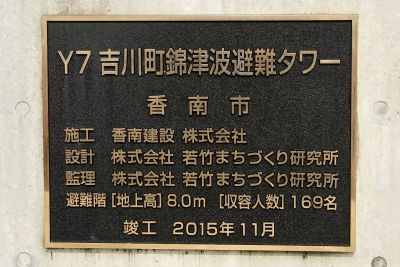 Y7 吉川町錦津波避難タワー
香南市
施工　香南建設 株式会社
設計　株式会社 若竹まちづくり研究所
監理　株式会社 若竹まちづくり研究所
避難階［地上高］8.0m ［収容人数］169名
竣工　2015年11月